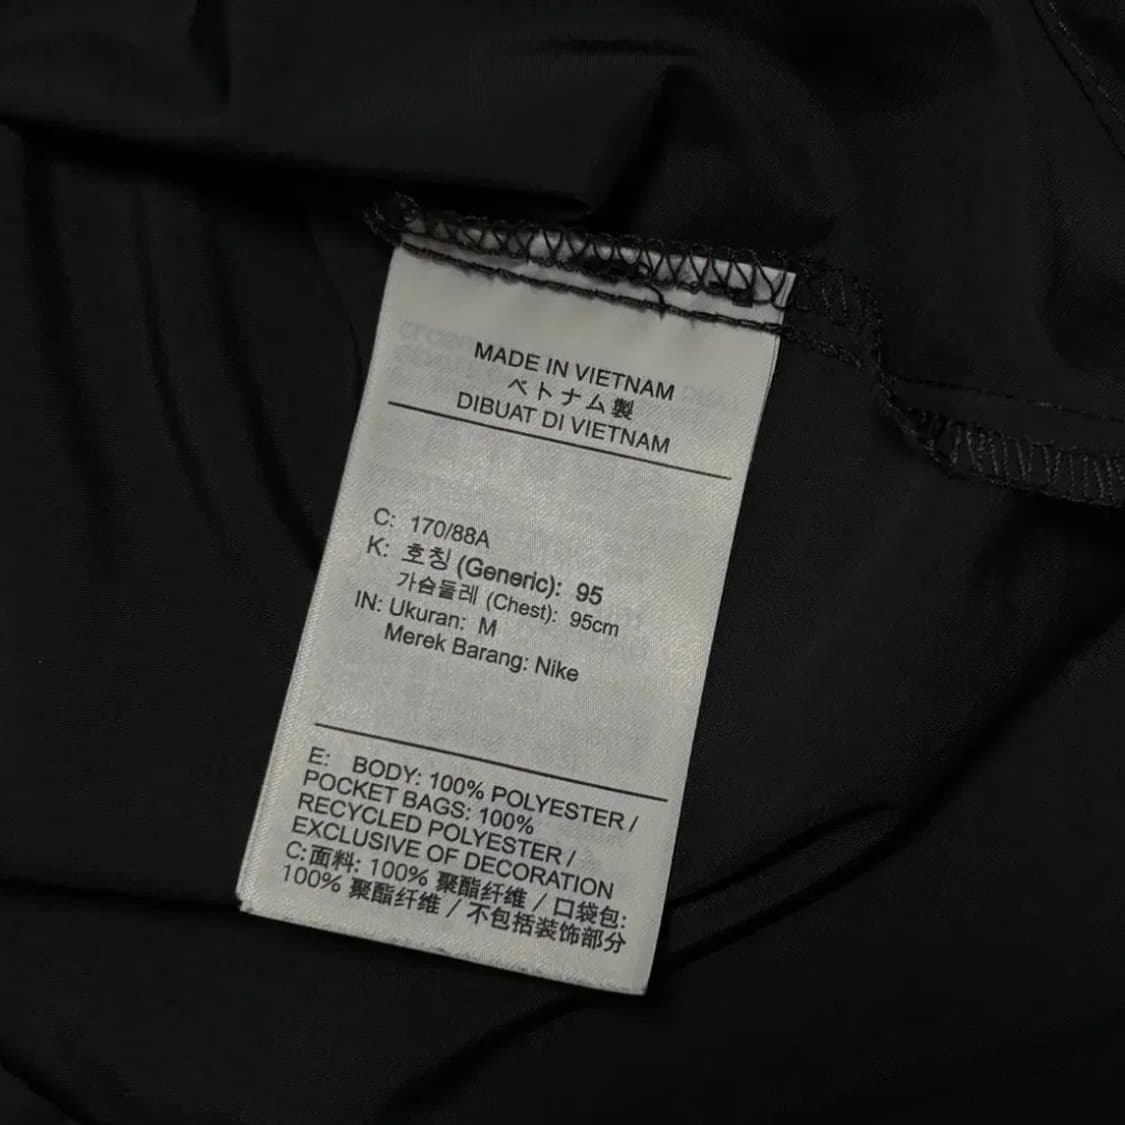 MADE IN VIETNAM
ベトナム製
DIBUAT DI VIETNAM
C: 170/88A
K: 호칭 (Generic): 95
가슴둘레 (Chest): 95cm
IN: Ukuran: M
Merek Barang: Nike
E: BODY: 100% POLYESTER /
POCKET BAGS: 100%
RECYCLED POLYESTER /
EXCLUSIVE OF DECORATION
C:面料: 100% 聚酯纤维 / 口袋包:
100% 聚酯纤维 / 不包括装饰部分